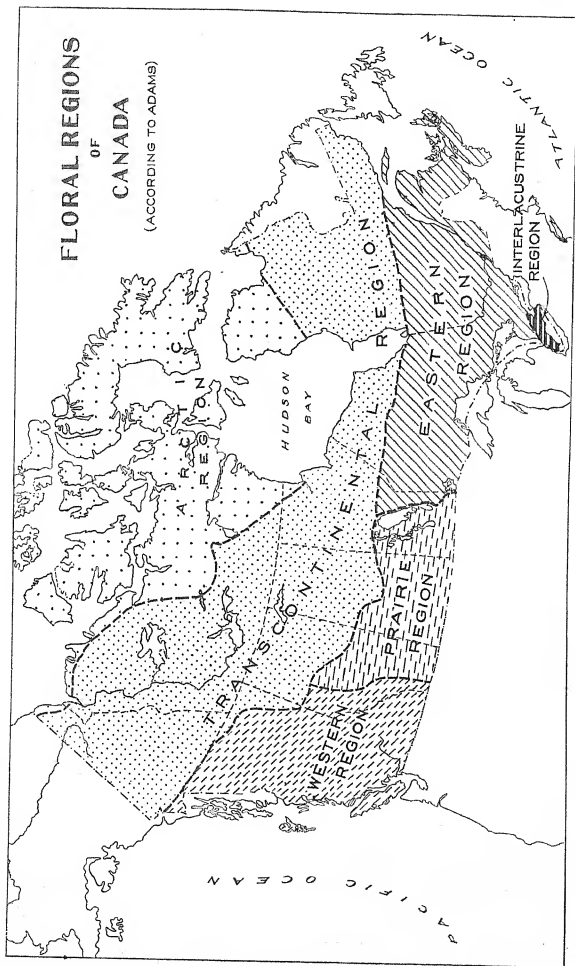 FLORAL REGIONS
OF
CANADA
(ACCORDING TO ADAMS)
ARCTIC
REGION
HUDSON
BAY
TRANSCONTINENTAL REGION
WESTERN
REGION
PRAIRIE
REGION
EASTERN
REGION
INTERLACUSTRINE
REGION
PACIFIC OCEAN
ATLANTIC OCEAN